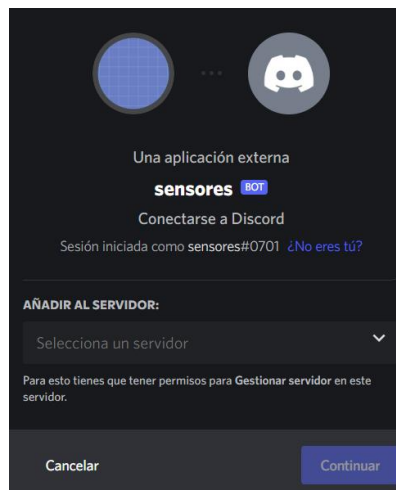 Una aplicación externa
sensores BOT
Conectarse a Discord
Sesión iniciada como sensores#0701 ¿No eres tú?
AÑADIR AL SERVIDOR:
Selecciona un servidor
Para esto tienes que tener permisos para Gestionar servidor en este
servidor.
Cancelar Continuar